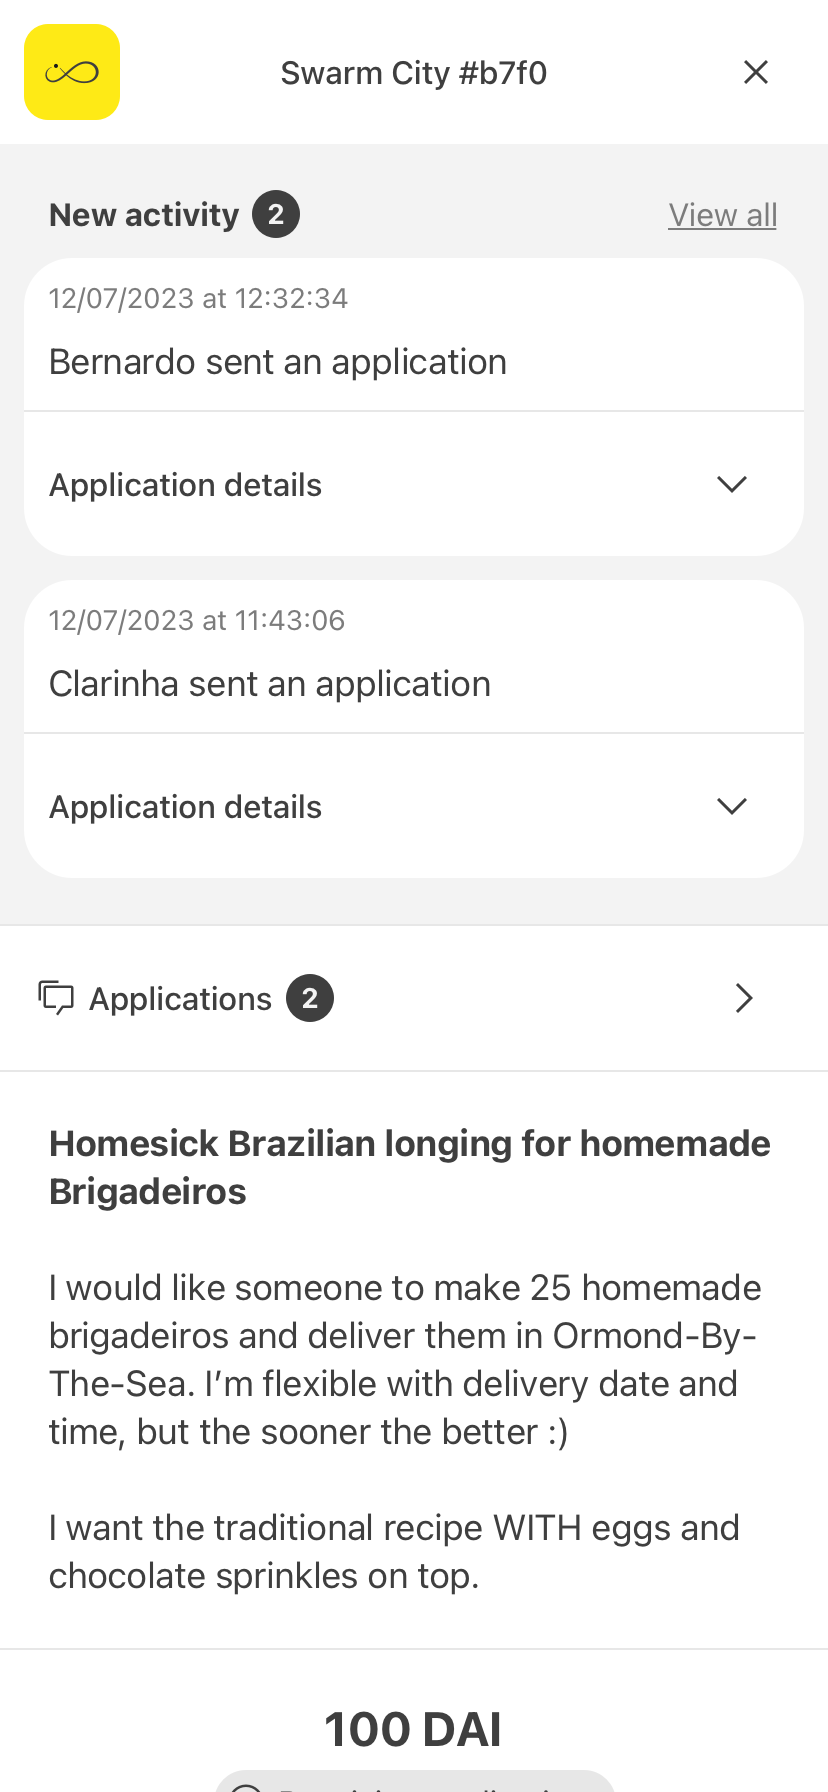 Swarm City #b7f0
New activity 2
View all
12/07/2023 at 12:32:34
Bernardo sent an application
Application details
12/07/2023 at 11:43:06
Clarinha sent an application
Application details
Applications 2
Homesick Brazilian longing for homemade
Brigadeiros
I would like someone to make 25 homemade
brigadeiros and deliver them in Ormond-By-
The-Sea. I’m flexible with delivery date and
time, but the sooner the better :)
I want the traditional recipe WITH eggs and
chocolate sprinkles on top.
100 DAI